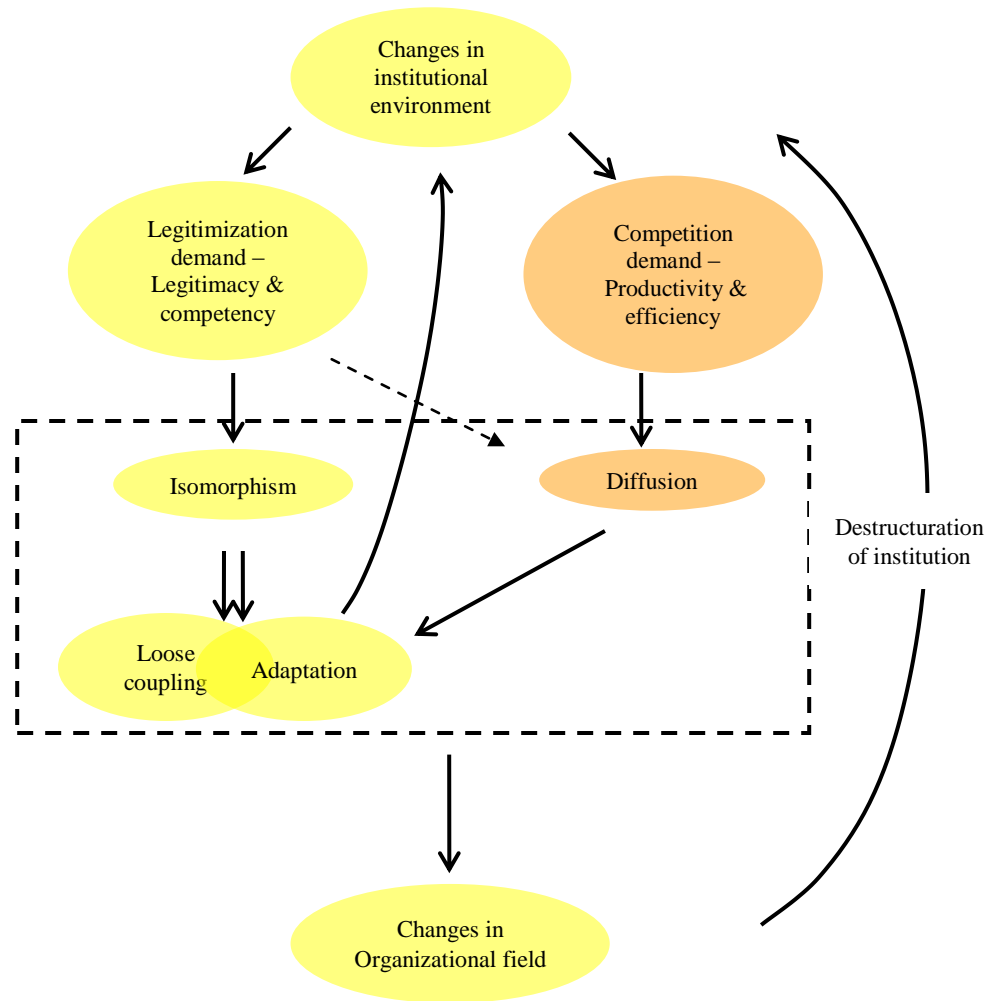 Changes in
institutional
environment
Legitimization
demand –
Legitimacy &
competency
Competition
demand –
Productivity &
efficiency
Isomorphism
Diffusion
Destructuration
of institution
Loose
coupling
Adaptation
Changes in
Organizational field